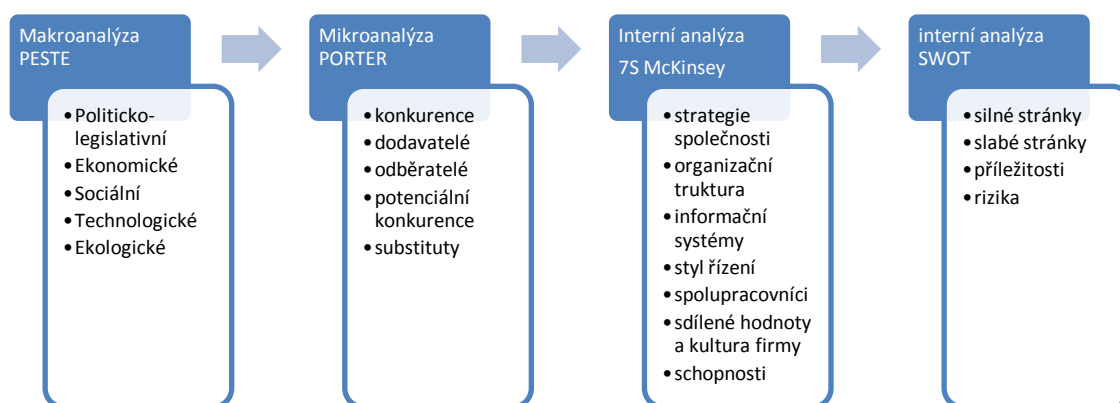 Makroanalýza
PESTE
• Politicko-
legislativní
• Ekonomické
• Sociální
• Technologické
• Ekologické
Mikroanalýza
PORTER
• konkurence
• dodavatelé
• odběratelé
• potenciální
konkurence
• substituty
Interní analýza
7S McKinsey
• strategie
společnosti
• organizační
truktura
• informační
systémy
• styl řízení
• spolupracovníci
• sdílené hodnoty
a kultura firmy
• schopnosti
interní analýza
SWOT
• silné stránky
• slabé stránky
• příležitosti
• rizika